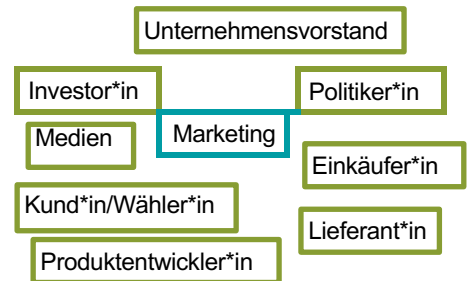 Unternehmensvorstand
Investor*in
Politiker*in
Medien
Marketing
Einkäufer*in
Kund*in/Wähler*in
Lieferant*in
Produktentwickler*in